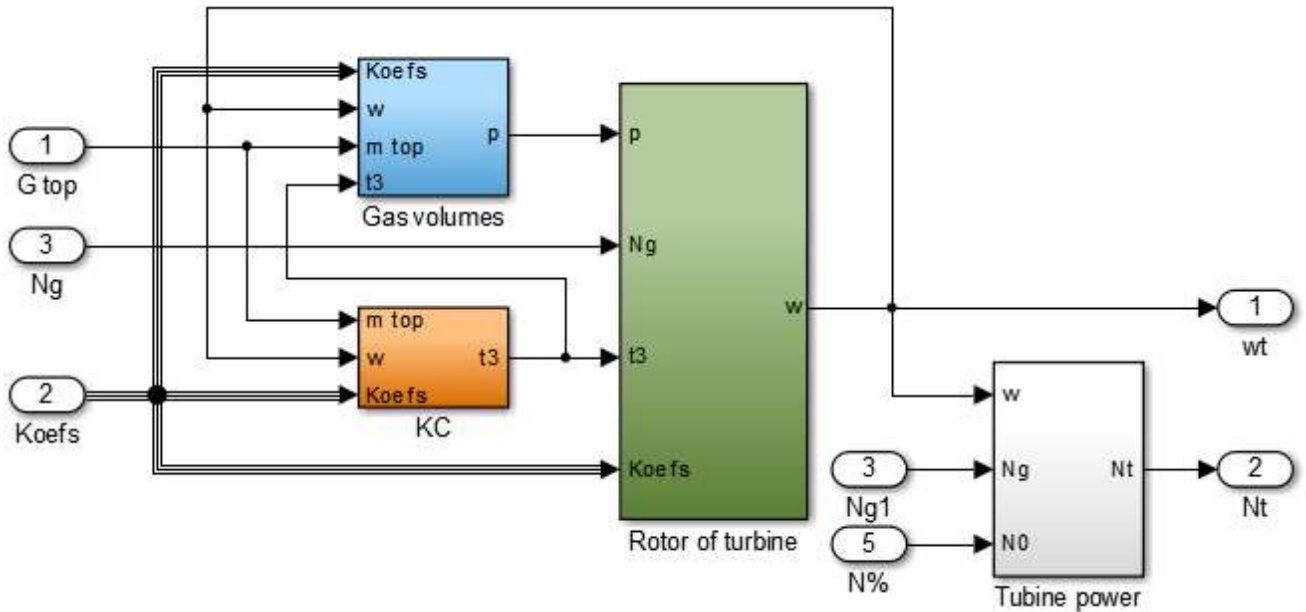 Koefs
w
m top
t3
p
Gas volumes
1
G top
3
Ng
2
Koefs
m top
w
Koefs
t3
KC
p
Ng
t3
Koefs
w
Rotor of turbine
1
wt
w
Ng
N0
Nt
Tubine power
3
Ng1
5
N%
2
Nt